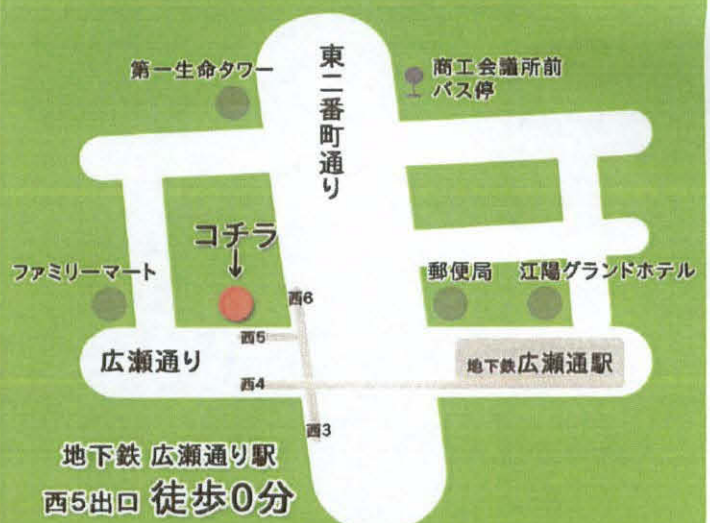 第一生命タワー
東二番町通り
商工会議所前
バス停
コチラ
↓
ファミリーマート
郵便局
江陽グランドホテル
西6
西5
広瀬通り
地下鉄広瀬通駅
西4
西3
地下鉄 広瀬通り駅
西5出口 徒歩0分